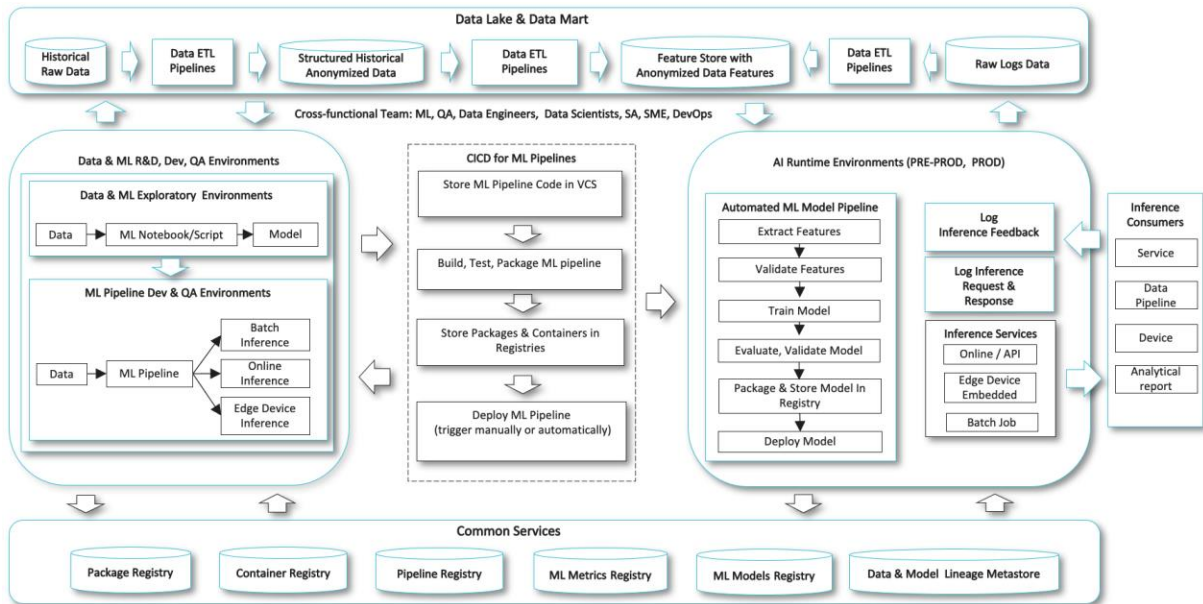 Data Lake & Data Mart
Historical
Raw Data
Data ETL
Pipelines
Structured Historical
Anonymized Data
Data ETL
Pipelines
Feature Store with
Anonymized Data Features
Data ETL
Pipelines
Raw Logs Data
Cross-functional Team: ML, QA, Data Engineers, Data Scientists, SA, SME, DevOps
Data & ML R&D, Dev, QA Environments
Data & ML Exploratory Environments
Data
ML Notebook/Script
Model
ML Pipeline Dev & QA Environments
Data
ML Pipeline
Batch
Inference
Online
Inference
Edge Device
Inference
CICD for ML Pipelines
Store ML Pipeline Code in VCS
Build, Test, Package ML pipeline
Store Packages & Containers in
Registries
Deploy ML Pipeline
(trigger manually or automatically)
AI Runtime Environments (PRE-PROD, PROD)
Automated ML Model Pipeline
Extract Features
Validate Features
Train Model
Evaluate, Validate Model
Package & Store Model In
Registry
Deploy Model
Log
Inference Feedback
Log Inference
Request &
Response
Inference Services
Online / API
Edge Device
Embedded
Batch Job
Inference
Consumers
Service
Data
Pipeline
Device
Analytical
report
Common Services
Package Registry
Container Registry
Pipeline Registry
ML Metrics Registry
ML Models Registry
Data & Model Lineage Metastore